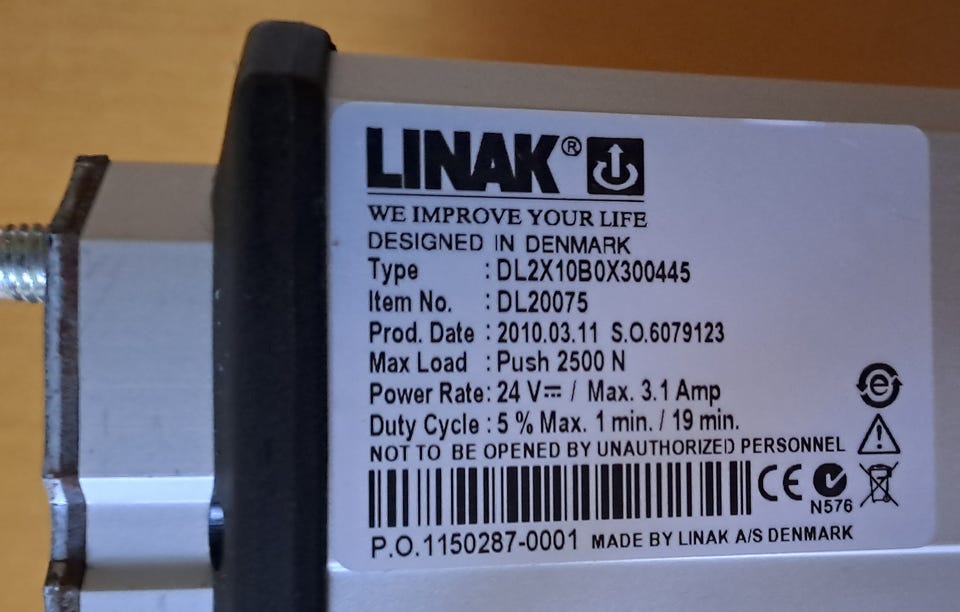 LINAK®
WE IMPROVE YOUR LIFE
DESIGNED IN DENMARK
Type : DL2X10B0X300445
Item No. : DL20075
Prod. Date : 2010.03.11 S.O.6079123
Max Load : Push 2500 N
Power Rate: 24 V⎓ / Max. 3.1 Amp
Duty Cycle : 5 % Max. 1 min. / 19 min.
NOT TO BE OPENED BY UNAUTHORIZED PERSONNEL
CE
N576
P.O.1150287-0001 MADE BY LINAK A/S DENMARK